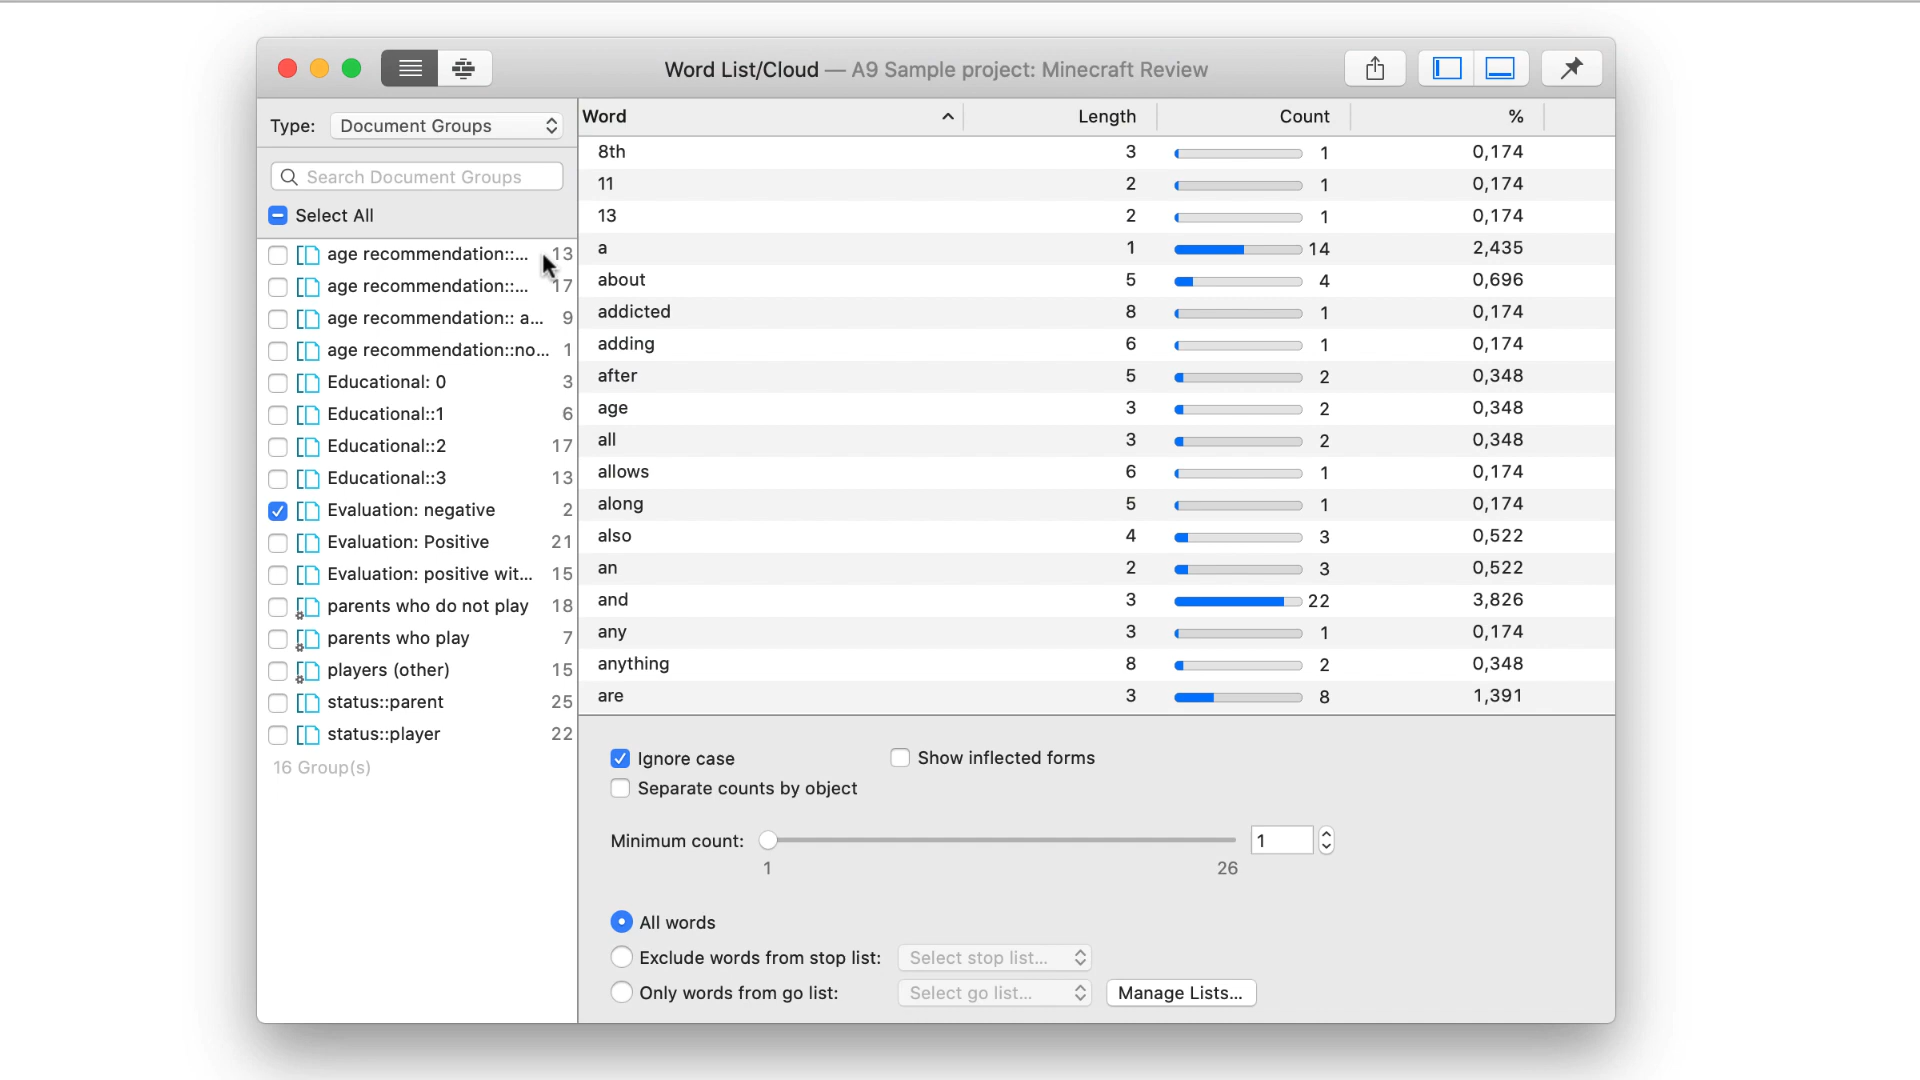 Word List/Cloud — A9 Sample project: Minecraft Review
Type: Document Groups
Search Document Groups
Select All
age recommendation::... 13
age recommendation::... 17
age recommendation:: a... 9
age recommendation::no... 1
Educational: 0 3
Educational::1 6
Educational::2 17
Educational::3 13
Evaluation: negative 2
Evaluation: Positive 21
Evaluation: positive wit... 15
parents who do not play 18
parents who play 7
players (other) 15
status::parent 25
status::player 22
16 Group(s)
Word Length Count %
8th 3 1 0,174
11 2 1 0,174
13 2 1 0,174
a 1 14 2,435
about 5 4 0,696
addicted 8 1 0,174
adding 6 1 0,174
after 5 2 0,348
age 3 2 0,348
all 3 2 0,348
allows 6 1 0,174
along 5 1 0,174
also 4 3 0,522
an 2 3 0,522
and 3 22 3,826
any 3 1 0,174
anything 8 2 0,348
are 3 8 1,391
Ignore case Show inflected forms
Separate counts by object
Minimum count: 1
1 26
All words
Exclude words from stop list: Select stop list...
Only words from go list: Select go list... Manage Lists...